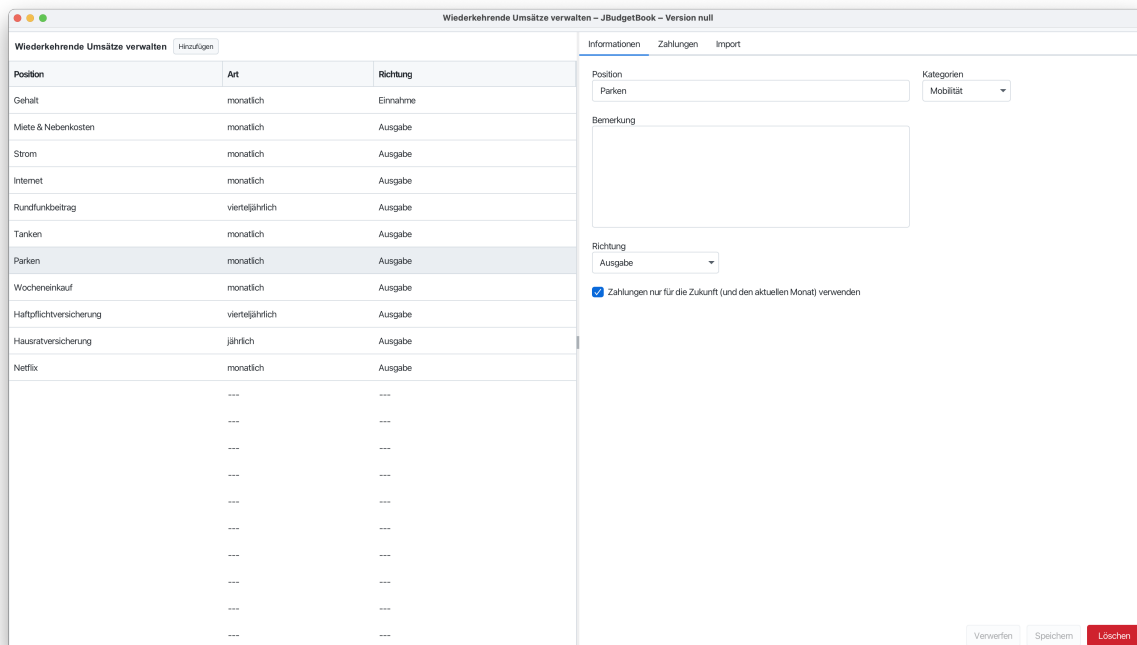 Wiederkehrende Umsätze verwalten – JBudgetBook – Version null
Wiederkehrende Umsätze verwalten Hinzufügen
Position Art Richtung
Gehalt monatlich Einnahme
Miete & Nebenkosten monatlich Ausgabe
Strom monatlich Ausgabe
Internet monatlich Ausgabe
Rundfunkbeitrag vierteljährlich Ausgabe
Tanken monatlich Ausgabe
Parken monatlich Ausgabe
Wocheneinkauf monatlich Ausgabe
Haftpflichtversicherung vierteljährlich Ausgabe
Hausratversicherung jährlich Ausgabe
Netflix monatlich Ausgabe
--- ---
--- ---
--- ---
--- ---
--- ---
--- ---
--- ---
--- ---
--- ---
--- ---
Informationen Zahlungen Import
Position Kategorien
Parken Mobilität
Bemerkung
Richtung
Ausgabe
Zahlungen nur für die Zukunft (und den aktuellen Monat) verwenden
Verwerfen Speichern Löschen